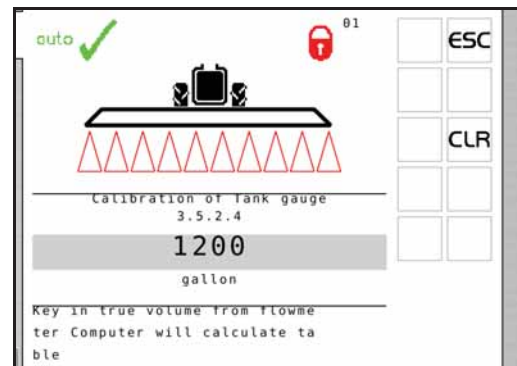 auto
01
ESC
CLR
Calibration of Tank gauge
3.5.2.4
1200
gallon
Key in true volume from flowme
ter Computer will calculate ta
ble